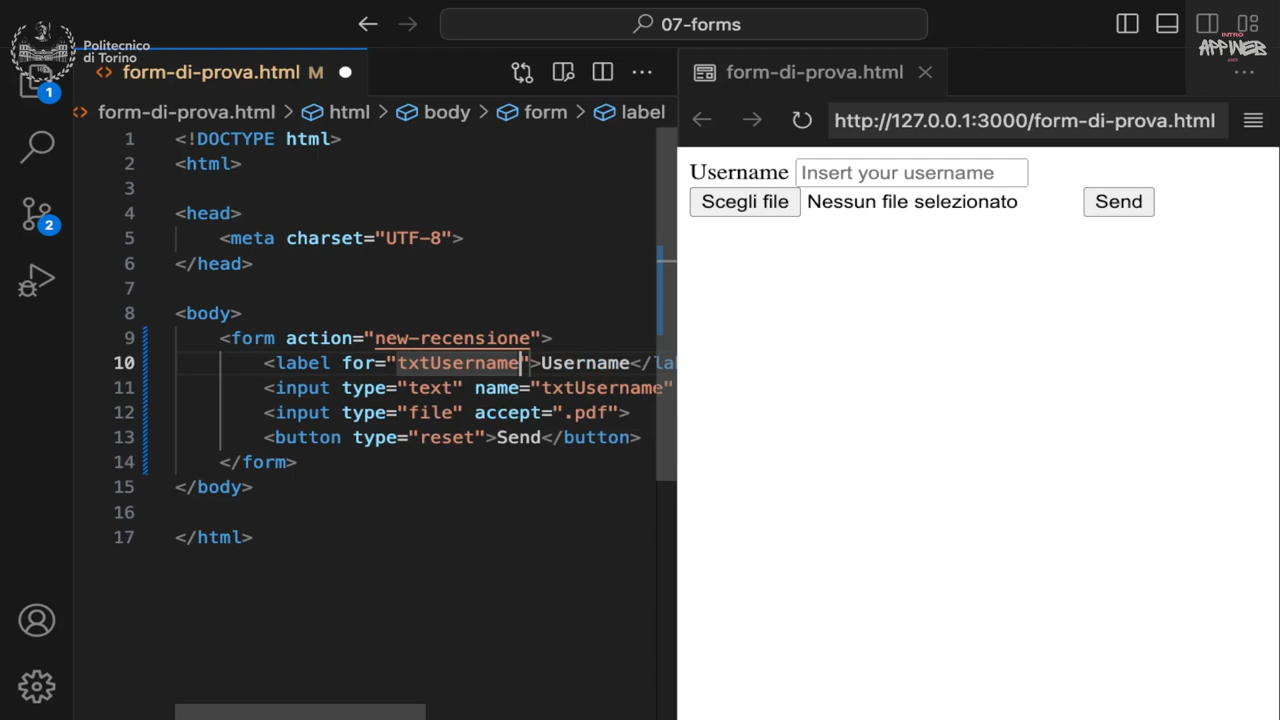 07-forms
Politecnico
di Torino
INTRO
APPIWEB
form-di-prova.html M
form-di-prova.html
1
form-di-prova.html > html > body > form > label
http://127.0.0.1:3000/form-di-prova.html
1 <!DOCTYPE html>
2 <html>
3
4 <head>
5 <meta charset="UTF-8">
6 </head>
7
8 <body>
9 <form action="new-recensione">
10 <label for="txtUsername">Username</la
11 <input type="text" name="txtUsername"
12 <input type="file" accept=".pdf">
13 <button type="reset">Send</button>
14 </form>
15 </body>
16
17 </html>
2
Username Insert your username
Scegli file Nessun file selezionato Send